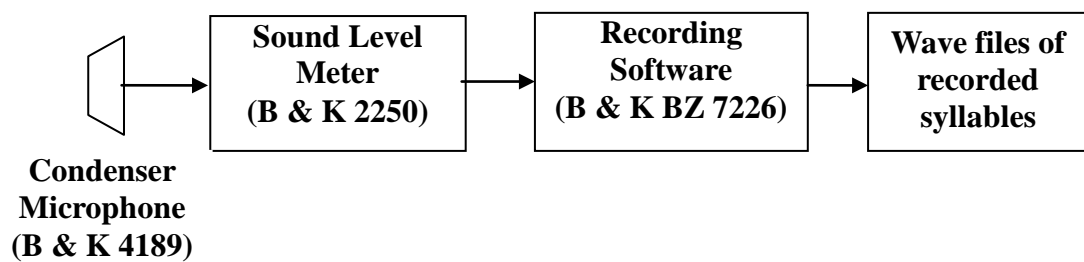 Condenser
Microphone
(B & K 4189)
Sound Level
Meter
(B & K 2250)
Recording
Software
(B & K BZ 7226)
Wave files of
recorded
syllables